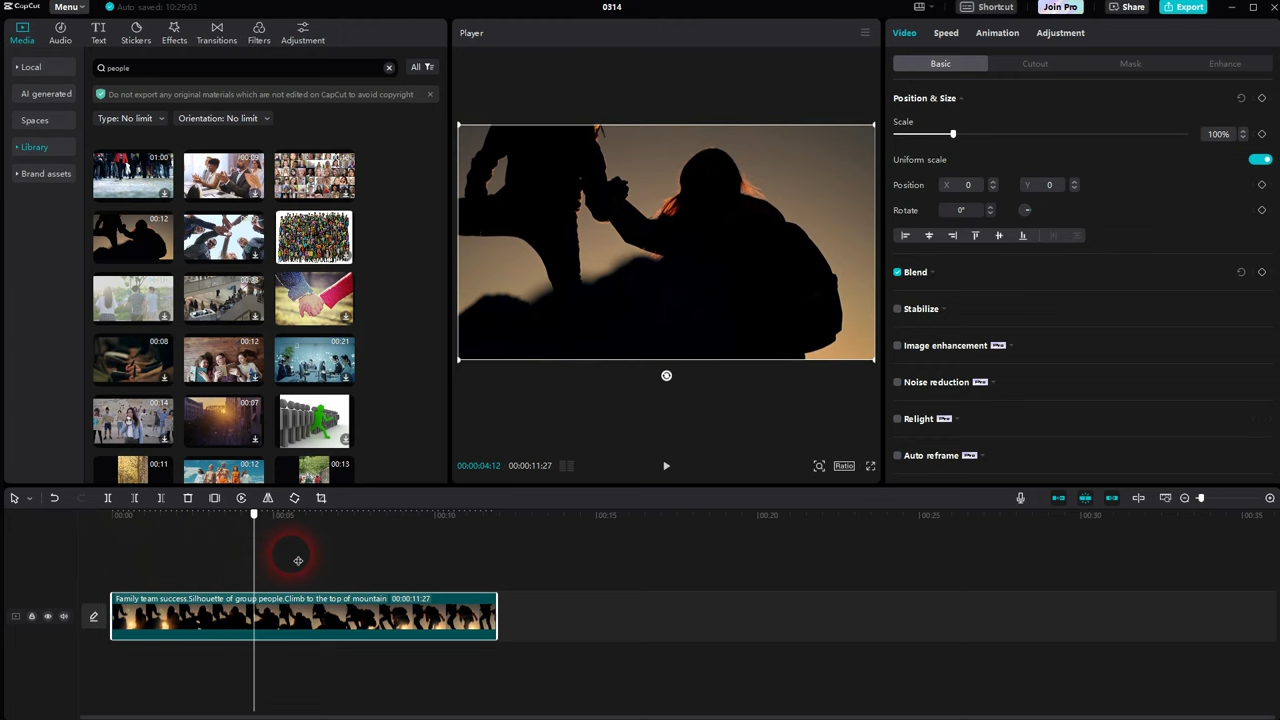 CapCut
Menu
Auto saved: 10:29:03
0314
Shortcut
Join Pro
Share
Export
Media
Audio
Text
Stickers
Effects
Transitions
Filters
Adjustment
Player
Video
Speed
Animation
Adjustment
Local
people
All
Basic
Cutout
Mask
Enhance
AI generated
Do not export any original materials which are not edited on CapCut to avoid copyright
Position & Size
Spaces
Type: No limit
Orientation: No limit
Scale
100%
Library
Uniform scale
Brand assets
01:00
00:09
Position
X 0
Y 0
Rotate
0°
00:12
Blend
Stabilize
Image enhancement Pro
00:08
00:12
00:21
Noise reduction Pro
00:14
00:07
Relight Pro
Auto reframe Pro
00:11
00:12
00:13
00:00:04:12
00:00:11:27
Ratio
00:00
00:05
00:10
00:15
00:20
00:25
00:30
00:35
Family team success.Silhouette of group people.Climb to the top of mountain 00:00:11:27